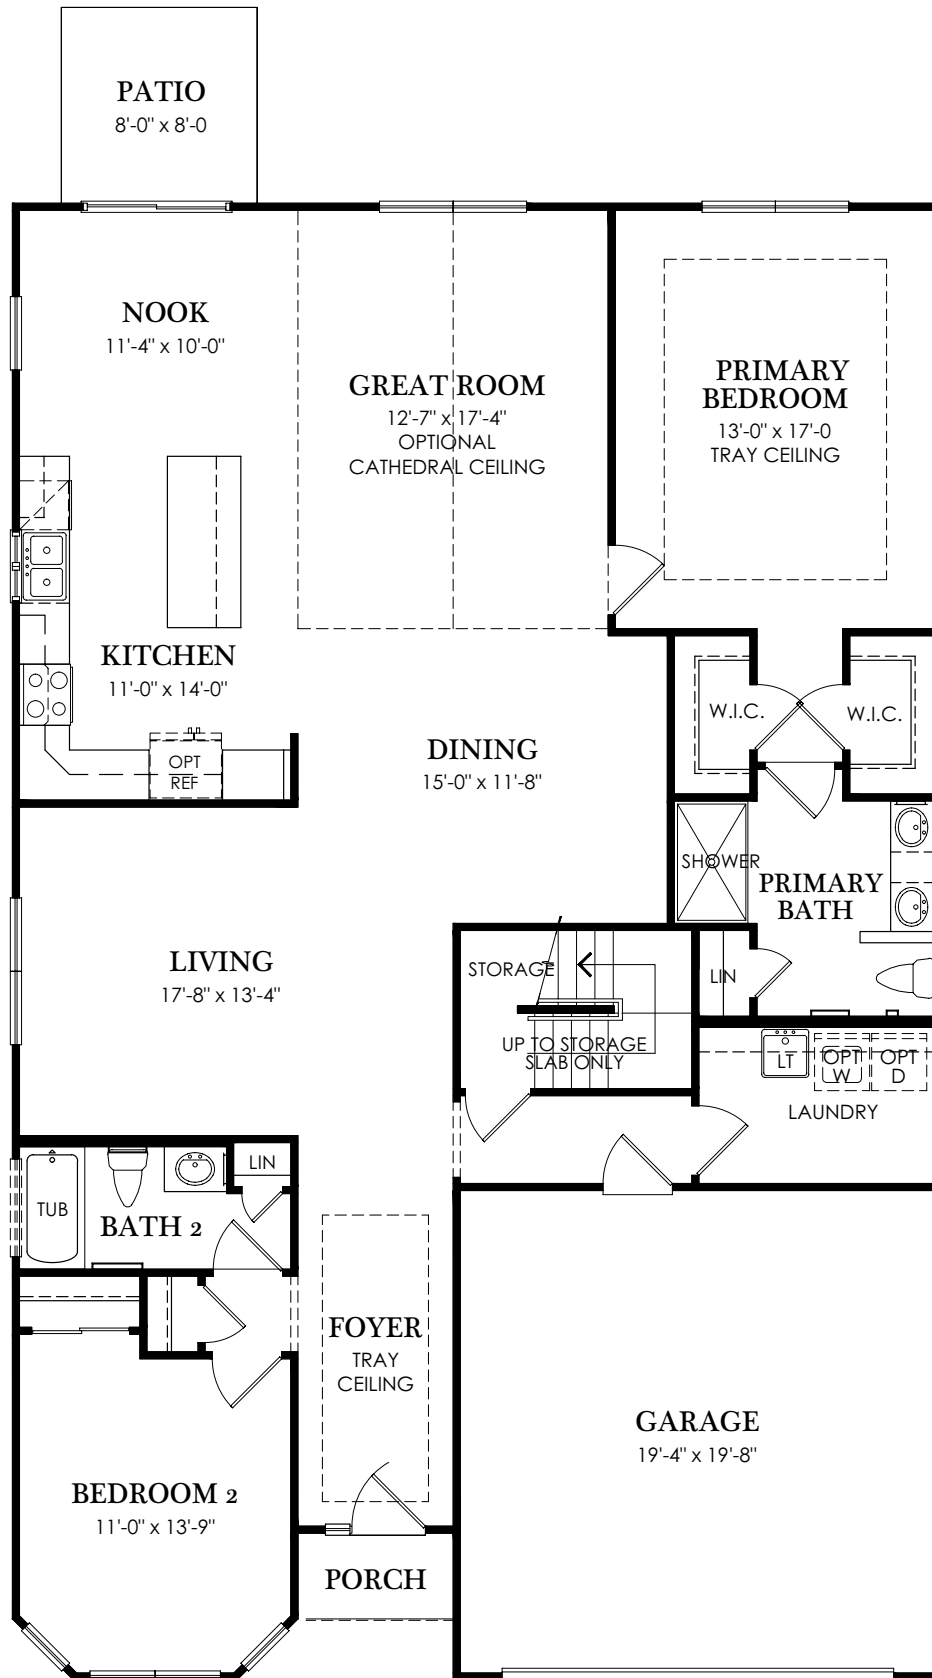 PATIO
8'-0" x 8'-0
NOOK
11'-4" x 10'-0"
GREAT ROOM
12'-7" x 17'-4"
OPTIONAL
CATHEDRAL CEILING
PRIMARY
BEDROOM
13'-0" x 17'-0
TRAY CEILING
KITCHEN
11'-0" x 14'-0"
OPT
REF
DINING
15'-0" x 11'-8"
W.I.C.
W.I.C.
SHOWER
PRIMARY
BATH
LIVING
17'-8" x 13'-4"
STORAGE
UP TO STORAGE
SLAB ONLY
LIN
LT
OPT
W
OPT
D
LAUNDRY
LIN
TUB
BATH 2
FOYER
TRAY
CEILING
GARAGE
19'-4" x 19'-8"
BEDROOM 2
11'-0" x 13'-9"
PORCH